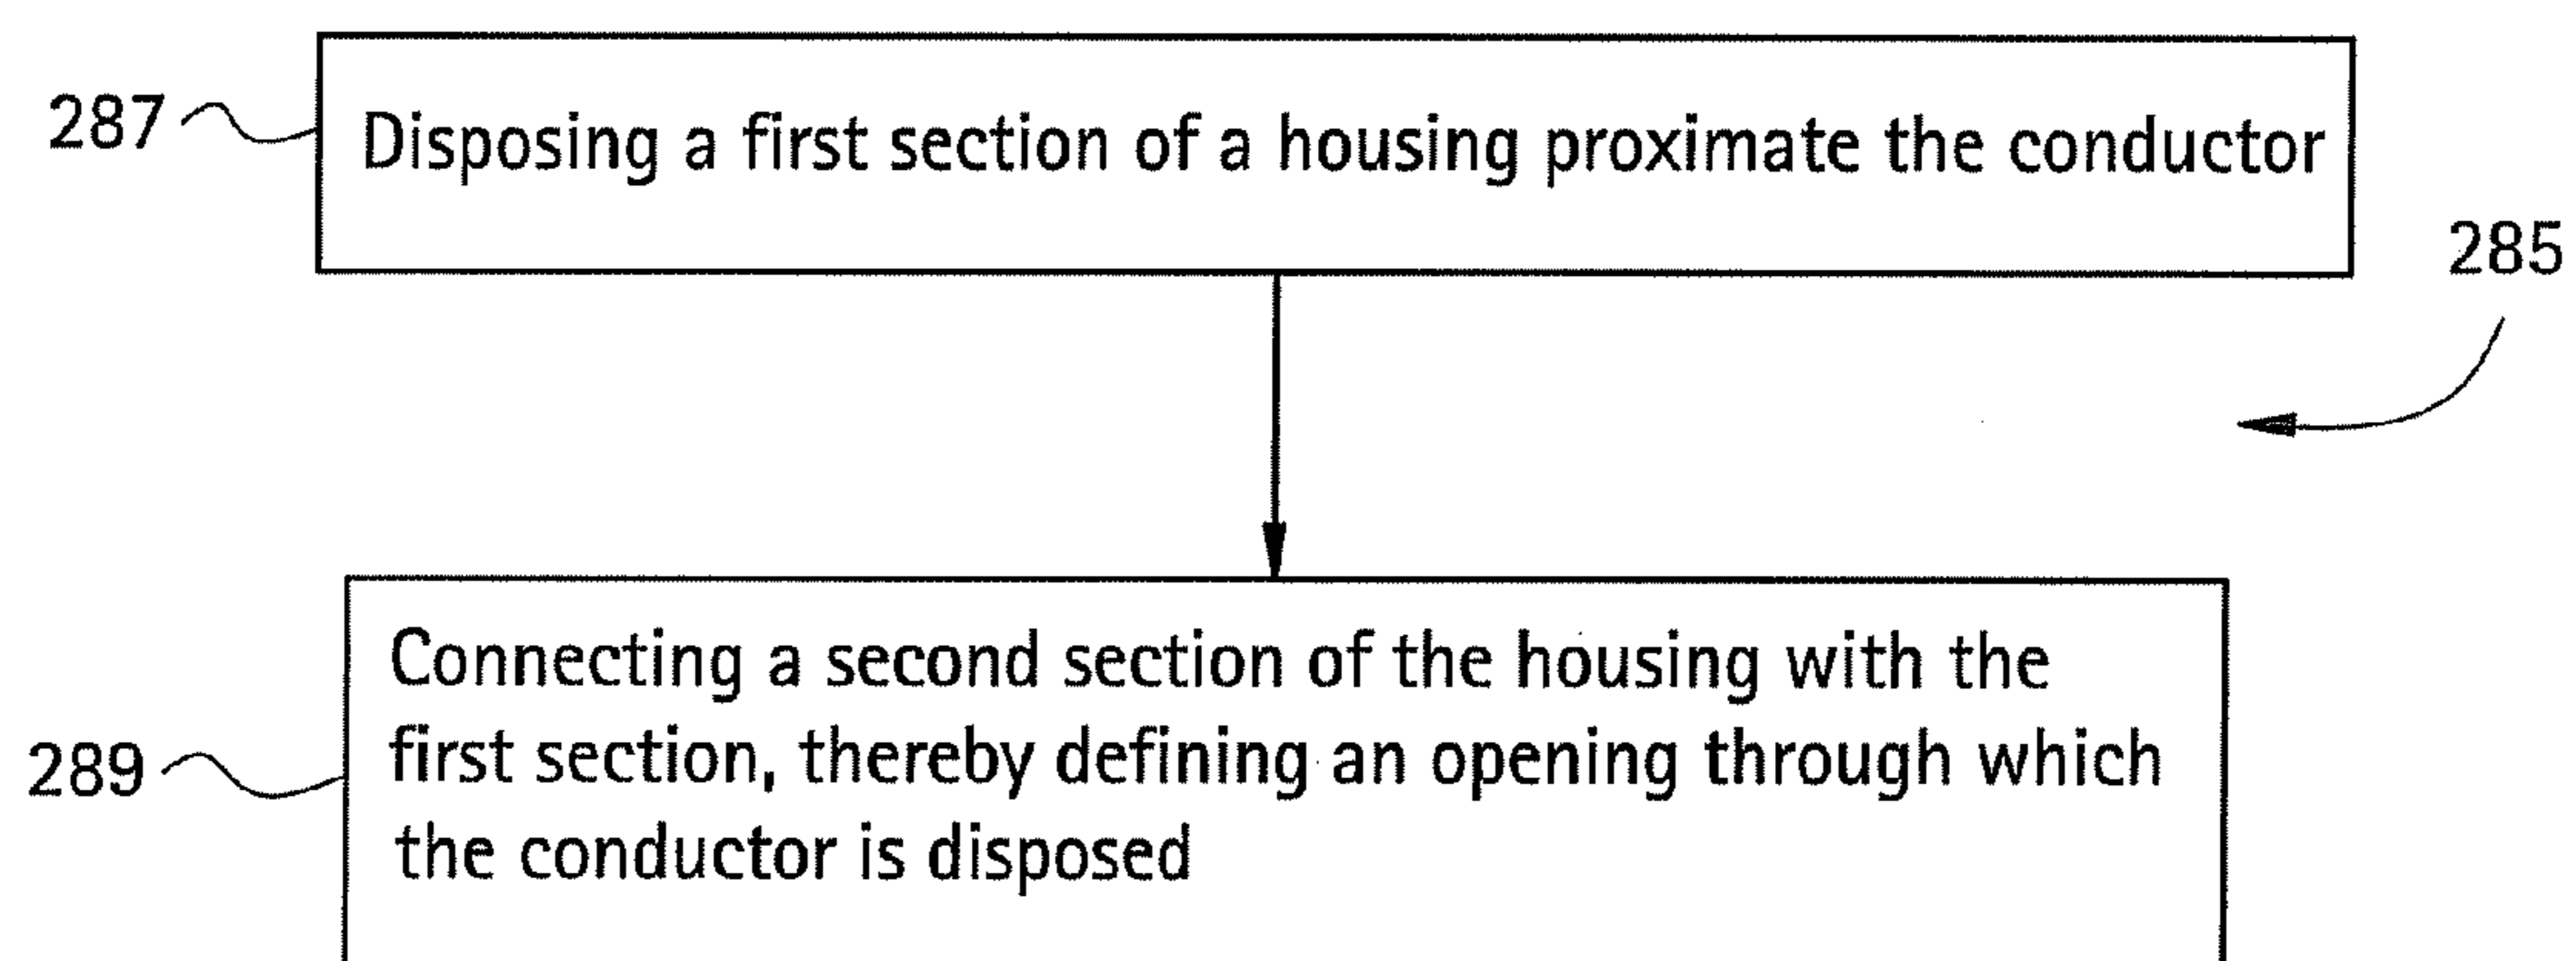 287
Disposing a first section of a housing proximate the conductor
285
289
Connecting a second section of the housing with the
first section, thereby defining an opening through which
the conductor is disposed